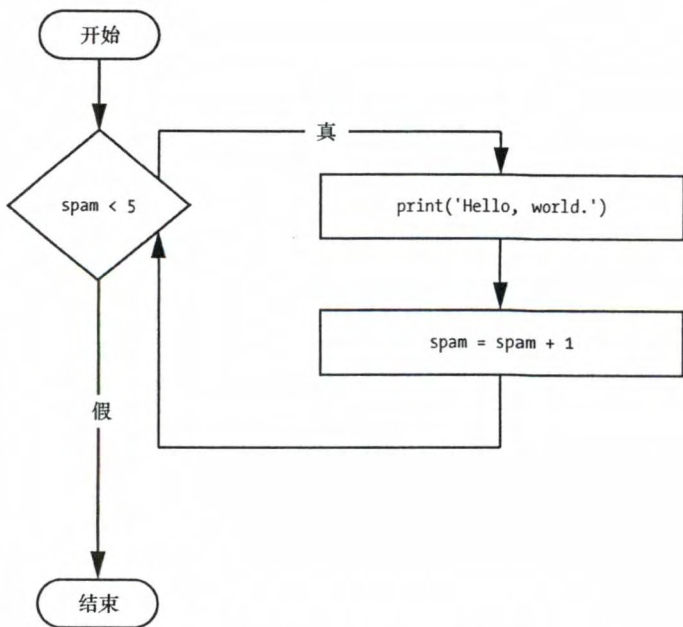 开始
真
spam < 5
print('Hello, world.')
spam = spam + 1
假
结束